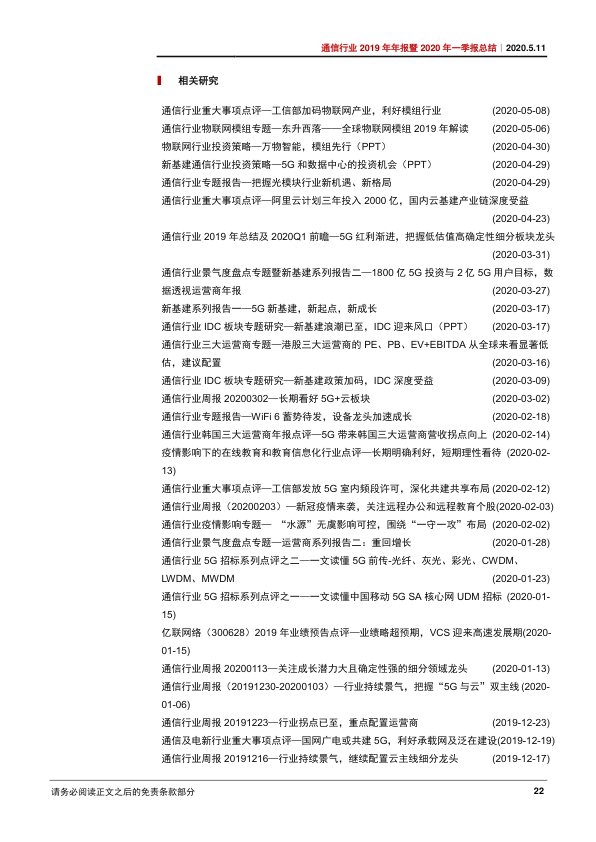 通信行业 2019 年年报暨 2020 年一季报总结｜2020.5.11
相关研究
通信行业重大事项点评—工信部加码物联网产业，利好模组行业 (2020-05-08)
通信行业物联网模组专题—东升西落——全球物联网模组 2019 年解读 (2020-05-06)
物联网行业投资策略—万物智能，模组先行（PPT） (2020-04-30)
新基建通信行业投资策略—5G 和数据中心的投资机会（PPT） (2020-04-29)
通信行业专题报告—把握光模块行业新机遇、新格局 (2020-04-29)
通信行业重大事项点评—阿里云计划三年投入 2000 亿，国内云基建产业链深度受益
(2020-04-23)
通信行业 2019 年总结及 2020Q1 前瞻—5G 红利渐进，把握低估值高确定性细分板块龙头
(2020-03-31)
通信行业景气度盘点专题暨新基建系列报告二—1800 亿 5G 投资与 2 亿 5G 用户目标，数
据透视运营商年报 (2020-03-27)
新基建系列报告一—5G 新基建，新起点，新成长 (2020-03-17)
通信行业 IDC 板块专题研究—新基建浪潮已至，IDC 迎来风口（PPT） (2020-03-17)
通信行业三大运营商专题—港股三大运营商的 PE、PB、EV+EBITDA 从全球来看显著低
估，建议配置 (2020-03-16)
通信行业 IDC 板块专题研究—新基建政策加码，IDC 深度受益 (2020-03-09)
通信行业周报 20200302—长期看好 5G+云板块 (2020-03-02)
通信行业专题报告—WiFi 6 蓄势待发，设备龙头加速成长 (2020-02-18)
通信行业韩国三大运营商年报点评—5G 带来韩国三大运营商营收拐点向上 (2020-02-14)
疫情影响下的在线教育和教育信息化行业点评—长期明确利好，短期理性看待 (2020-02-
13)
通信行业重大事项点评—工信部发放 5G 室内频段许可，深化共建共享布局 (2020-02-12)
通信行业周报（20200203）—新冠疫情来袭，关注远程办公和远程教育个股(2020-02-03)
通信行业疫情影响专题— “水源”无虞影响可控，围绕“一守一攻”布局 (2020-02-02)
通信行业景气度盘点专题—运营商系列报告二：重回增长 (2020-01-28)
通信行业 5G 招标系列点评之二—一文读懂 5G 前传-光纤、灰光、彩光、CWDM、
LWDM、MWDM (2020-01-23)
通信行业 5G 招标系列点评之一—一文读懂中国移动 5G SA 核心网 UDM 招标 (2020-01-
15)
亿联网络（300628）2019 年业绩预告点评—业绩略超预期，VCS 迎来高速发展期(2020-
01-15)
通信行业周报 20200113—关注成长潜力大且确定性强的细分领域龙头 (2020-01-13)
通信行业周报（20191230-20200103）—行业持续景气，把握“5G 与云”双主线(2020-
01-06)
通信行业周报 20191223—行业拐点已至，重点配置运营商 (2019-12-23)
通信及电新行业重大事项点评—国网广电或共建 5G，利好承载网及泛在建设(2019-12-19)
通信行业周报 20191216—行业持续景气，继续配置云主线细分龙头 (2019-12-17)
请务必阅读正文之后的免责条款部分 22